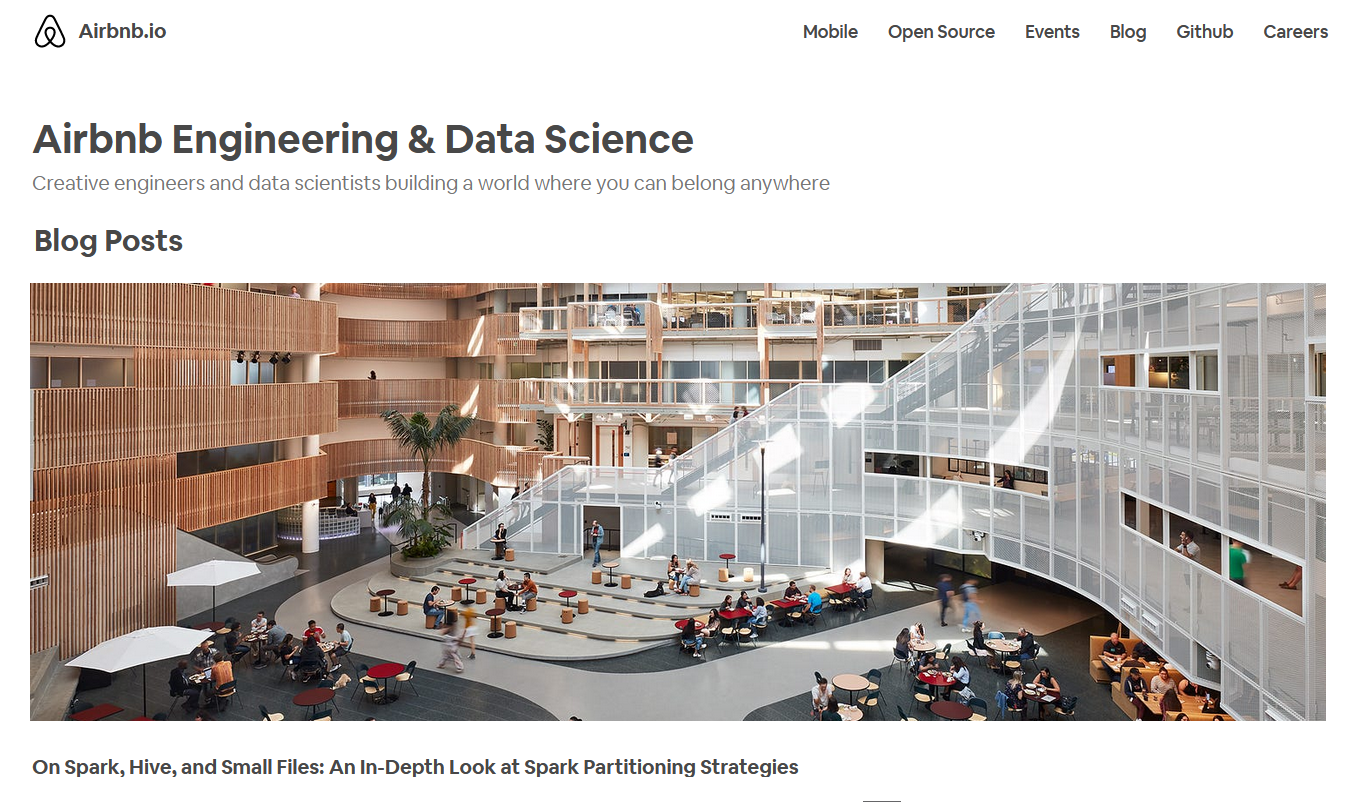 Airbnb.io
Mobile Open Source Events Blog Github Careers
Airbnb Engineering & Data Science
Creative engineers and data scientists building a world where you can belong anywhere
Blog Posts
On Spark, Hive, and Small Files: An In-Depth Look at Spark Partitioning Strategies